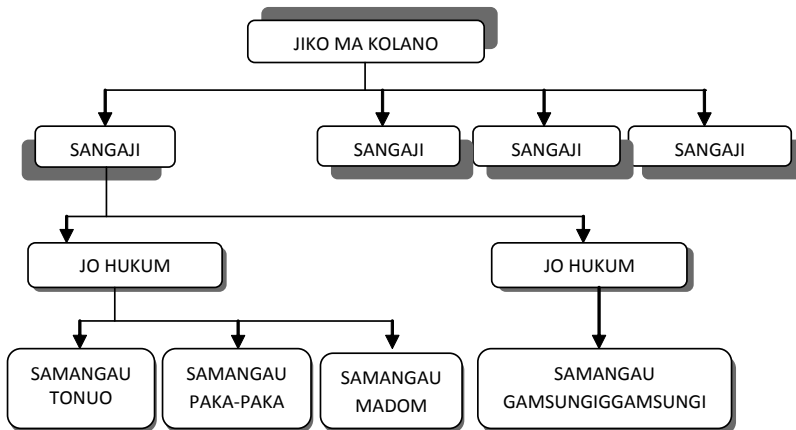 JIKO MA KOLANO
SANGAJI
SANGAJI
SANGAJI
SANGAJI
JO HUKUM
JO HUKUM
SAMANGAU
TONUO
SAMANGAU
PAKA-PAKA
SAMANGAU
MADOM
SAMANGAU
GAMSUNGIGGAMSUNGI